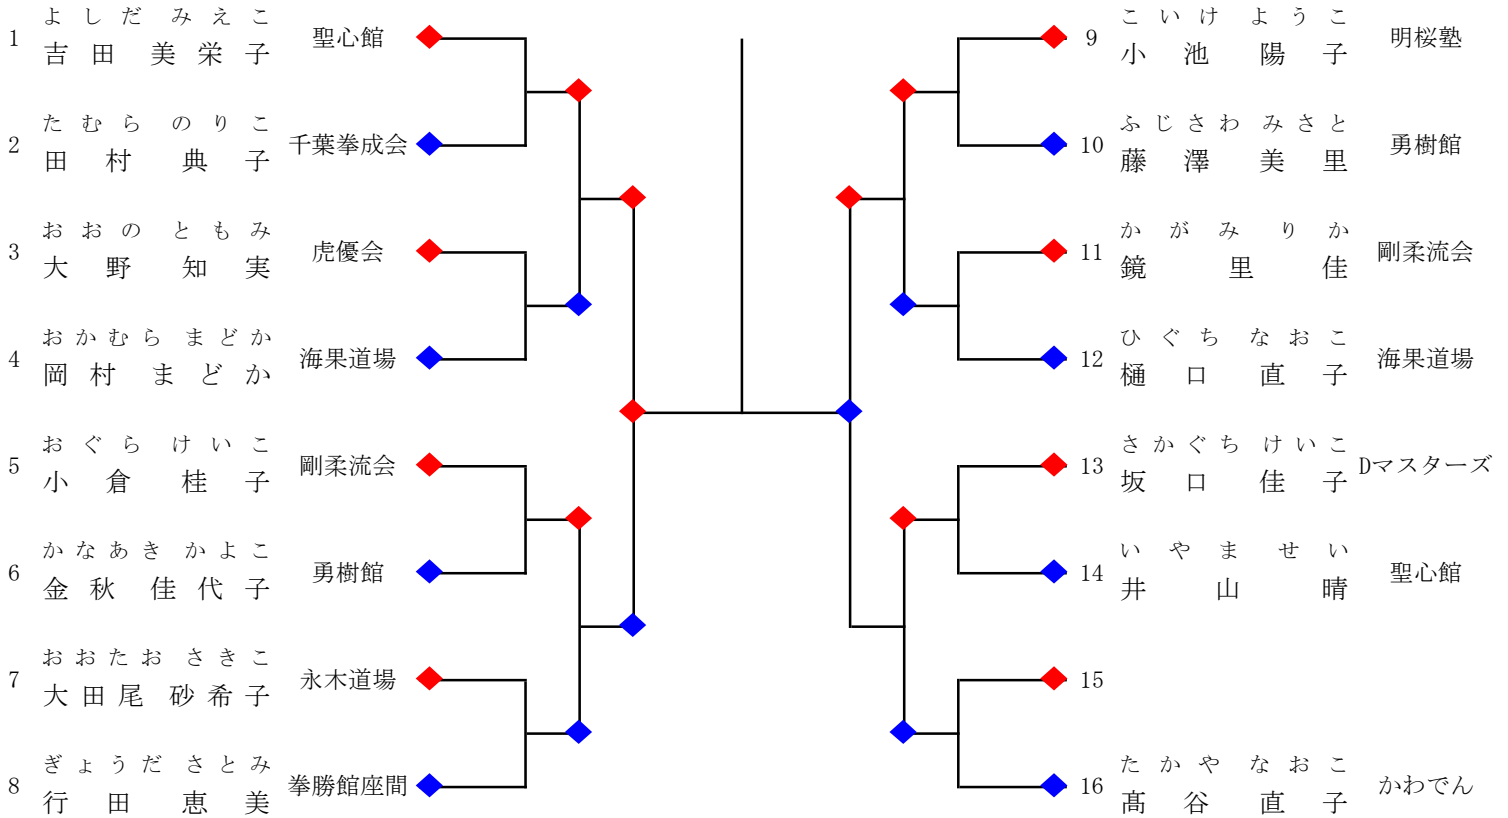 よしだ みえこ
1 吉田 美栄子 聖心館
たむら のりこ
2 田村 典子 千葉拳成会
おおの ともみ
3 大野 知実 虎優会
おかむら まどか
4 岡村 まどか 海果道場
おぐら けいこ
5 小倉 桂子 剛柔流会
かなあき かよこ
6 金秋 佳代子 勇樹館
おおたお さきこ
7 大田尾 砂希子 永木道場
ぎょうだ さとみ
8 行田 恵美 拳勝館座間
こいけ ようこ
9 小池 陽子 明桜塾
ふじさわ みさと
10 藤澤 美里 勇樹館
かがみ りか
11 鏡 里佳 剛柔流会
ひぐち なおこ
12 樋口 直子 海果道場
さかぐち けいこ
13 坂口 佳子 Dマスターズ
いやま せい
14 井山 晴 聖心館
15
たかや なおこ
16 髙谷 直子 かわでん